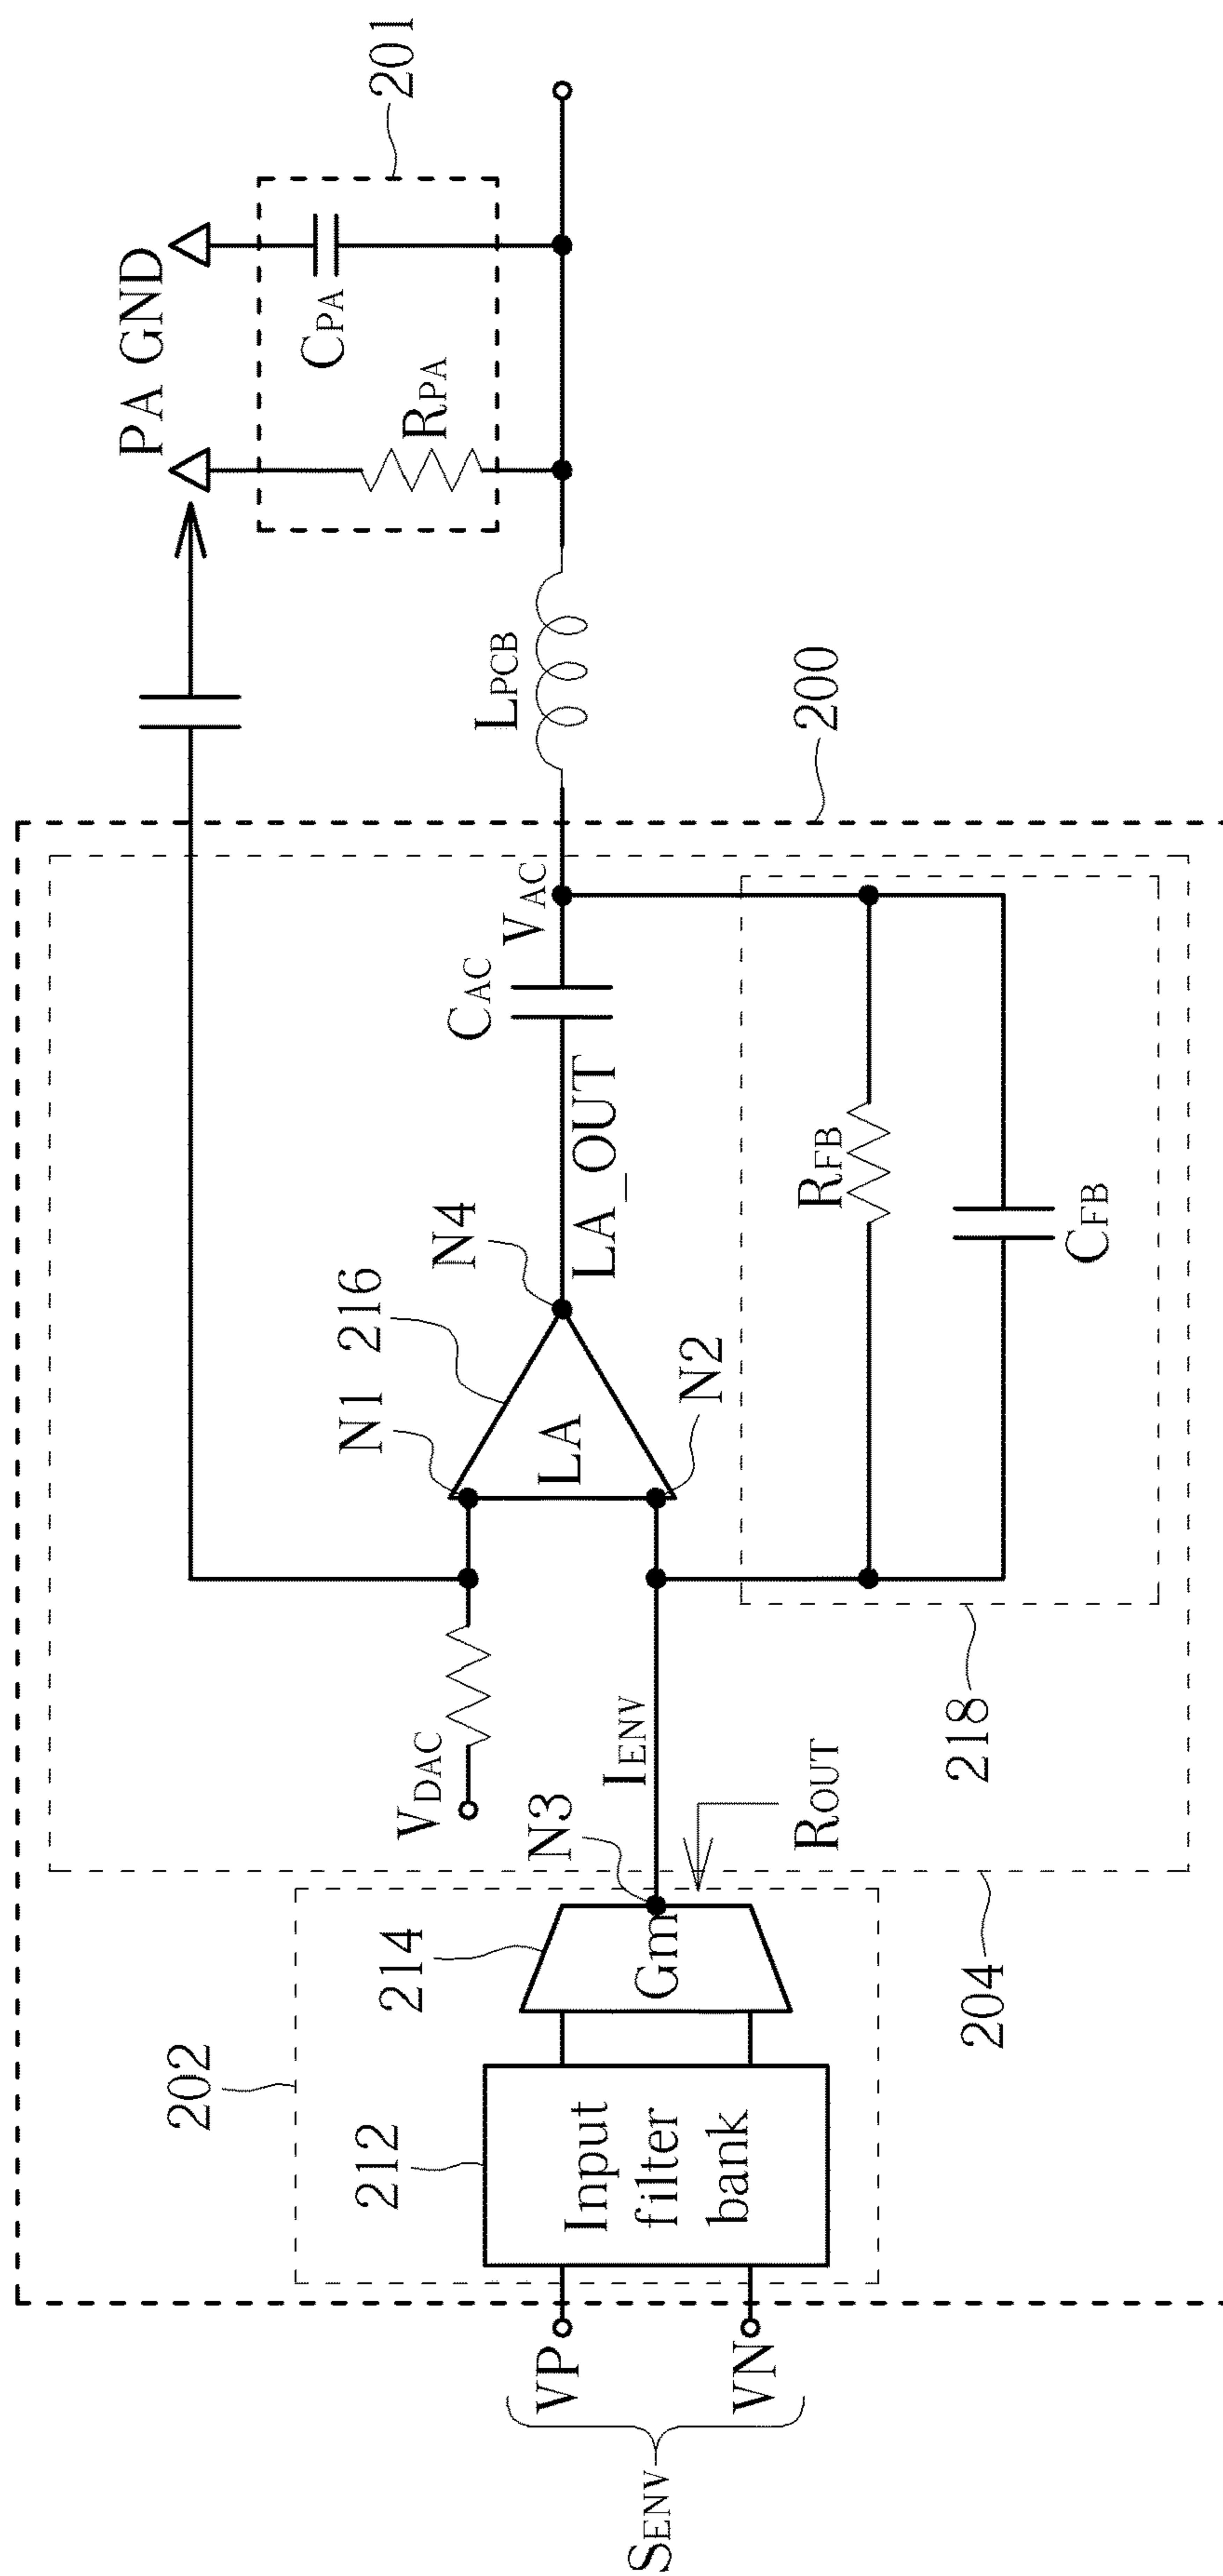 SENV
VP
VN
202
212
Input
filter
bank
214
Gm
N3
ROUT
204
IENV
VDAC
218
N1
216
LA
N2
N4
LA_OUT
CAC
VAC
RFB
CFB
200
LPCB
PA GND
RPA
CPA
201